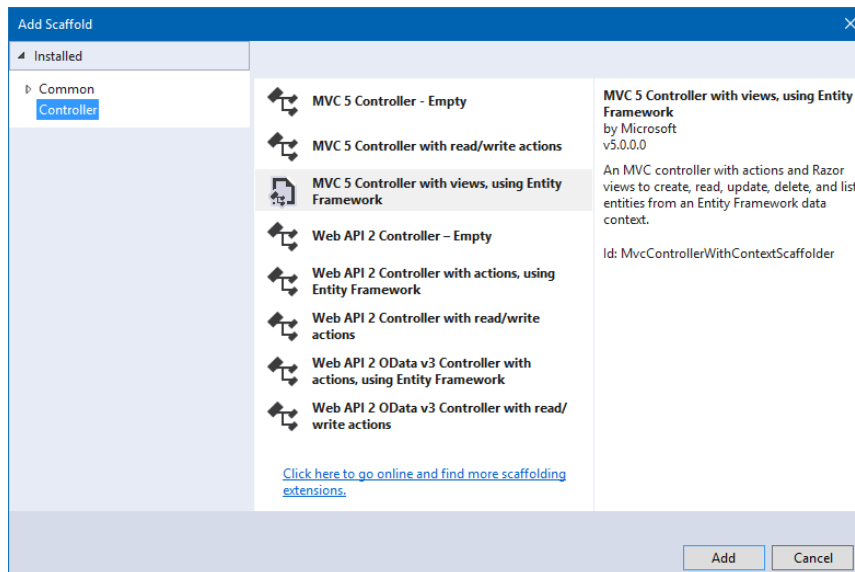 Add Scaffold
Installed
Common
Controller
MVC 5 Controller - Empty
MVC 5 Controller with read/write actions
MVC 5 Controller with views, using Entity
Framework
Web API 2 Controller – Empty
Web API 2 Controller with actions, using
Entity Framework
Web API 2 Controller with read/write
actions
Web API 2 OData v3 Controller with
actions, using Entity Framework
Web API 2 OData v3 Controller with read/
write actions
Click here to go online and find more scaffolding
extensions.
MVC 5 Controller with views, using Entity
Framework
by Microsoft
v5.0.0.0
An MVC controller with actions and Razor
views to create, read, update, delete, and list
entities from an Entity Framework data
context.
Id: MvcControllerWithContextScaffolder
Add
Cancel